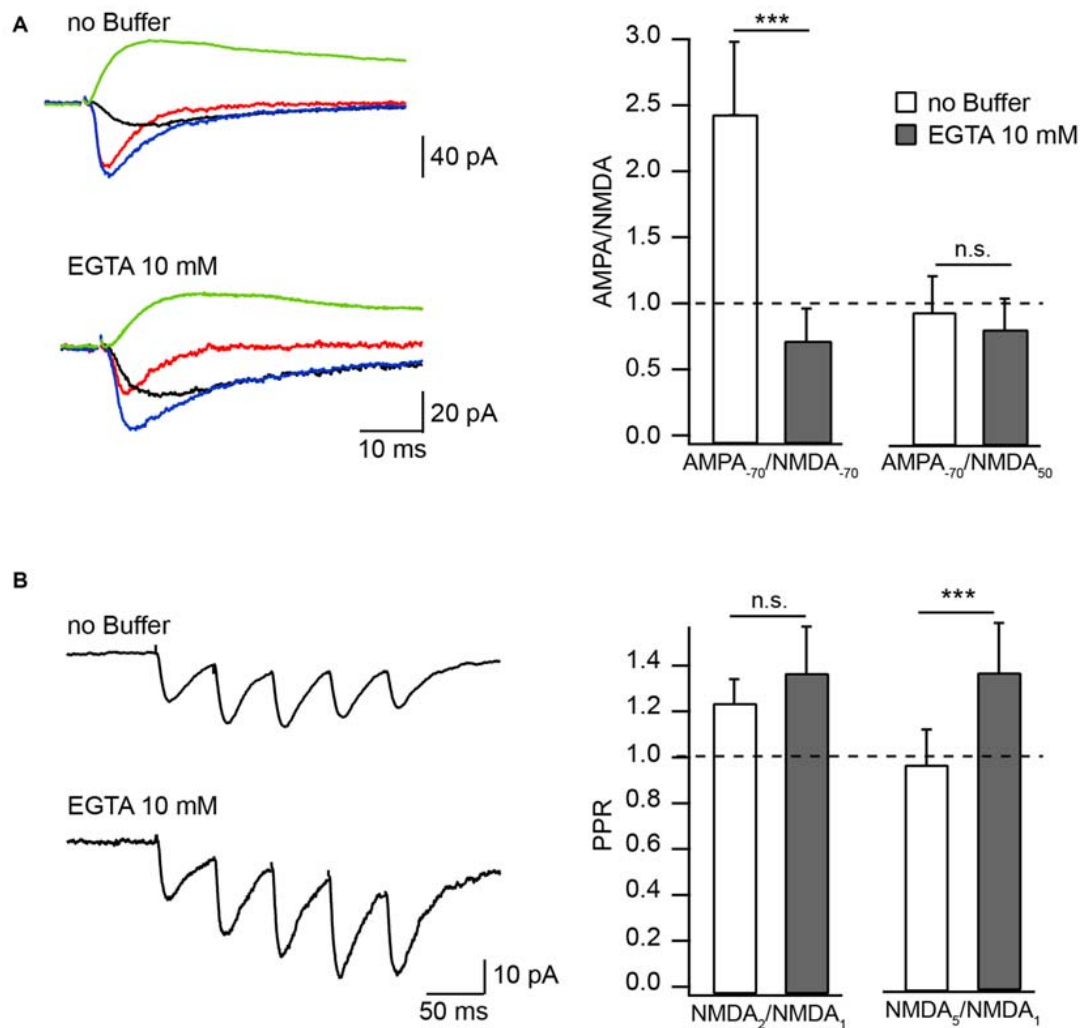 A
no Buffer
40 pA
EGTA 10 mM
20 pA
10 ms
***
3.0
2.5
2.0
1.5
1.0
0.5
0.0
AMPA/NMDA
no Buffer
EGTA 10 mM
n.s.
AMPA-70/NMDA-70
AMPA-70/NMDA50
B
no Buffer
EGTA 10 mM
10 pA
50 ms
n.s.
***
1.4
1.2
1.0
0.8
0.6
0.4
0.2
0.0
PPR
NMDA2/NMDA1
NMDA5/NMDA1